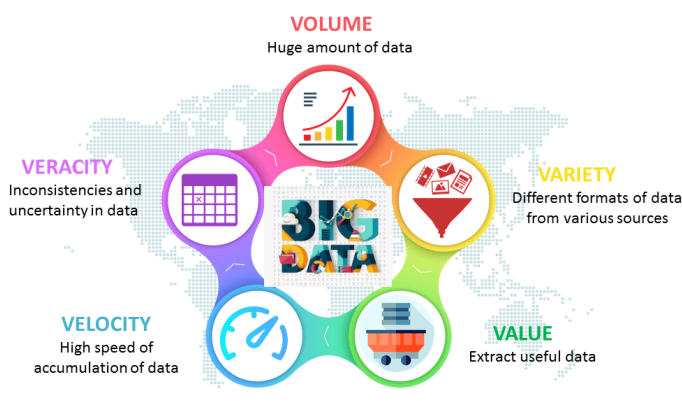 VOLUME
Huge amount of data
VERACITY
Inconsistencies and
uncertainty in data
VARIETY
Different formats of data
from various sources
BIG
DATA
VELOCITY
High speed of
accumulation of data
VALUE
Extract useful data